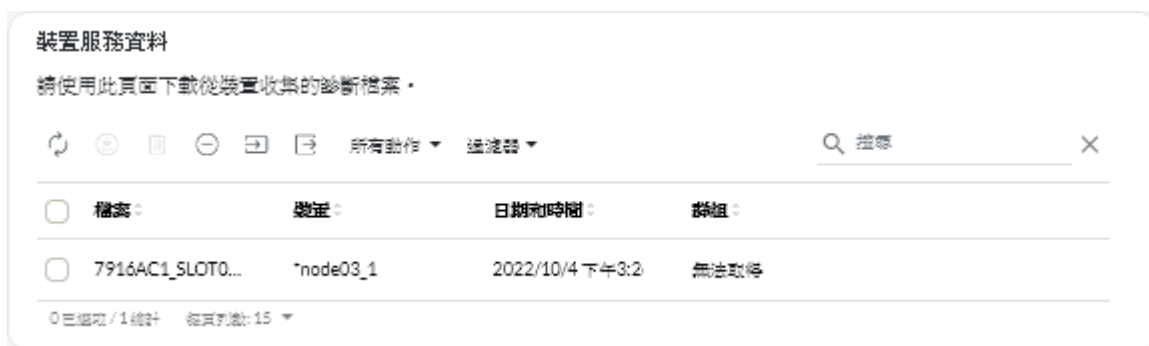 裝置服務資料
請使用此頁面下載從裝置收集的診斷檔案。
所有動作 過濾器 搜尋
檔案 裝置 日期和時間 群組
7916AC1_SLOT0... *node03_1 2022/10/4 下午3:2 無法取得
0 已選取 / 1 總計 每頁列數: 15